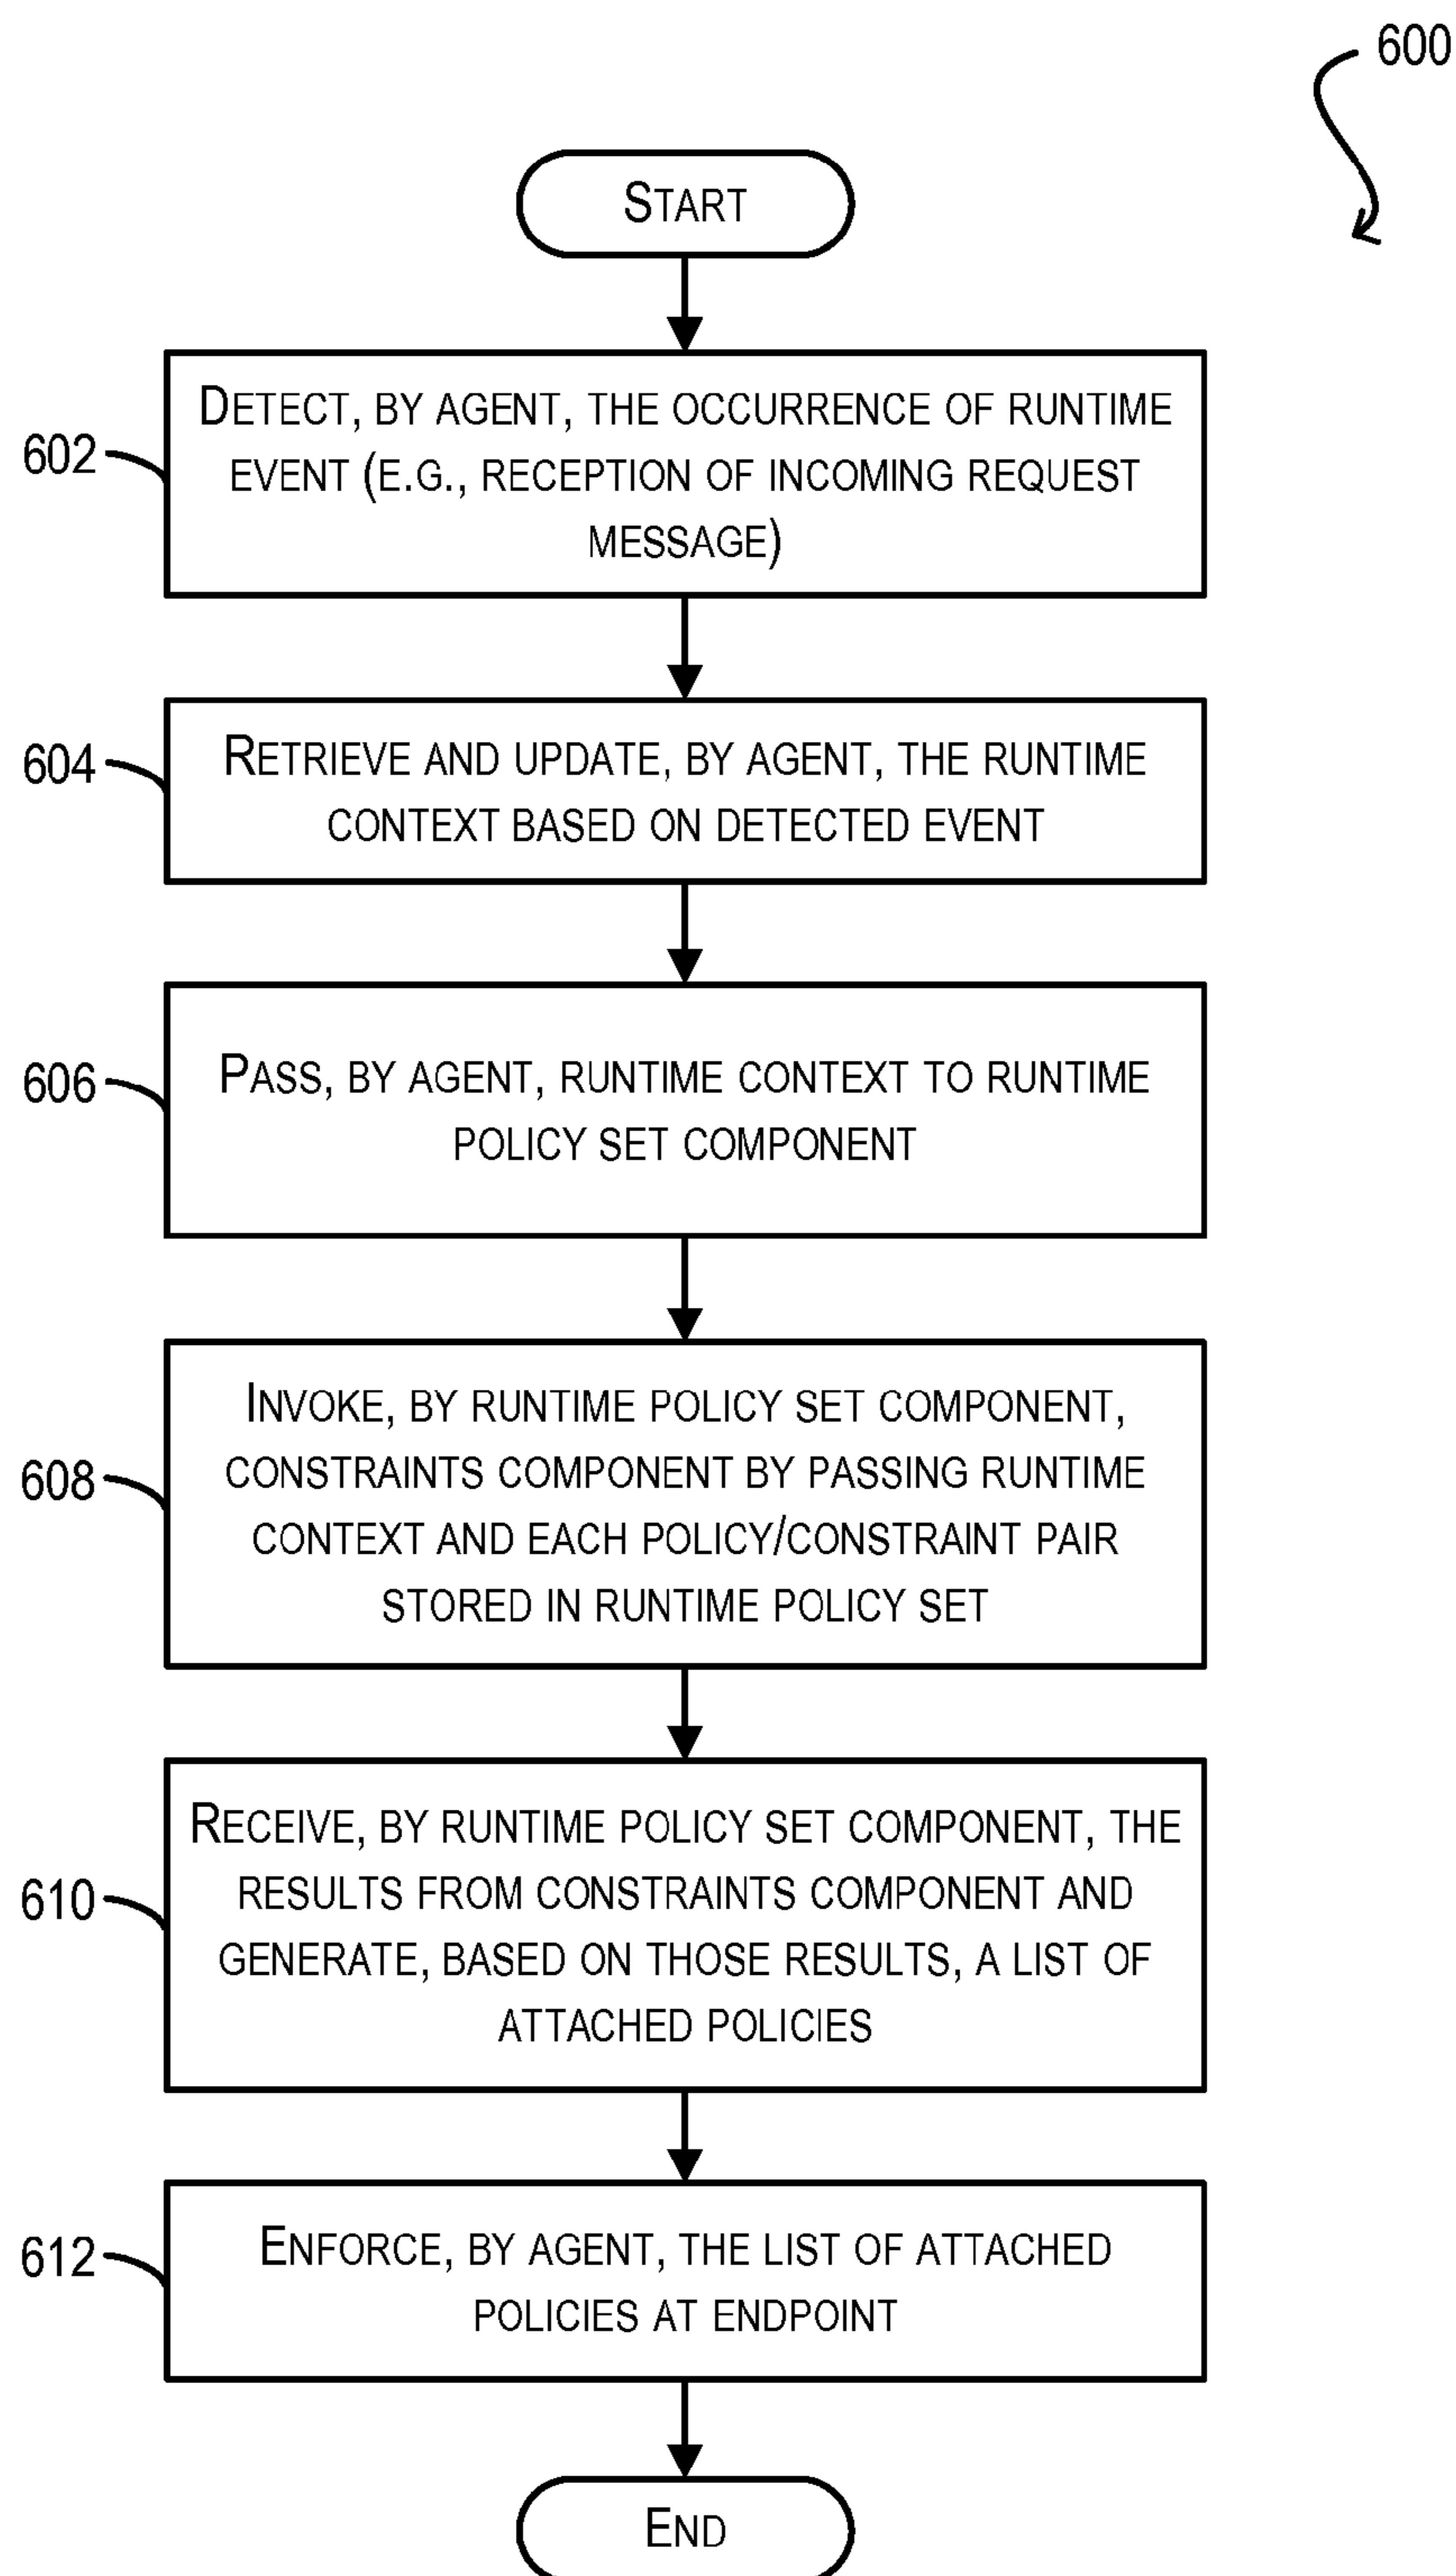 600
START
602
DETECT, BY AGENT, THE OCCURRENCE OF RUNTIME
EVENT (E.G., RECEPTION OF INCOMING REQUEST
MESSAGE)
604
RETRIEVE AND UPDATE, BY AGENT, THE RUNTIME
CONTEXT BASED ON DETECTED EVENT
606
PASS, BY AGENT, RUNTIME CONTEXT TO RUNTIME
POLICY SET COMPONENT
608
INVOKE, BY RUNTIME POLICY SET COMPONENT,
CONSTRAINTS COMPONENT BY PASSING RUNTIME
CONTEXT AND EACH POLICY/CONSTRAINT PAIR
STORED IN RUNTIME POLICY SET
610
RECEIVE, BY RUNTIME POLICY SET COMPONENT, THE
RESULTS FROM CONSTRAINTS COMPONENT AND
GENERATE, BASED ON THOSE RESULTS, A LIST OF
ATTACHED POLICIES
612
ENFORCE, BY AGENT, THE LIST OF ATTACHED
POLICIES AT ENDPOINT
END